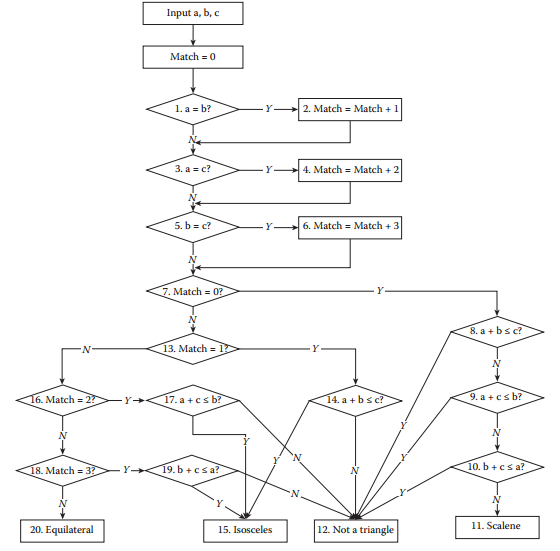 Input a, b, c
Match = 0
1. a = b?
Y
2. Match = Match + 1
N
3. a = c?
Y
4. Match = Match + 2
N
5. b = c?
Y
6. Match = Match + 3
N
7. Match = 0?
Y
N
8. a + b ≤ c?
N
13. Match = 1?
Y
N
16. Match = 2?
Y
17. a + c ≤ b?
14. a + b ≤ c?
9. a + c ≤ b?
Y
N
Y
N
Y
N
Y
N
18. Match = 3?
Y
19. b + c ≤ a?
N
10. b + c ≤ a?
N
Y
N
Y
N
20. Equilateral
15. Isosceles
12. Not a triangle
11. Scalene